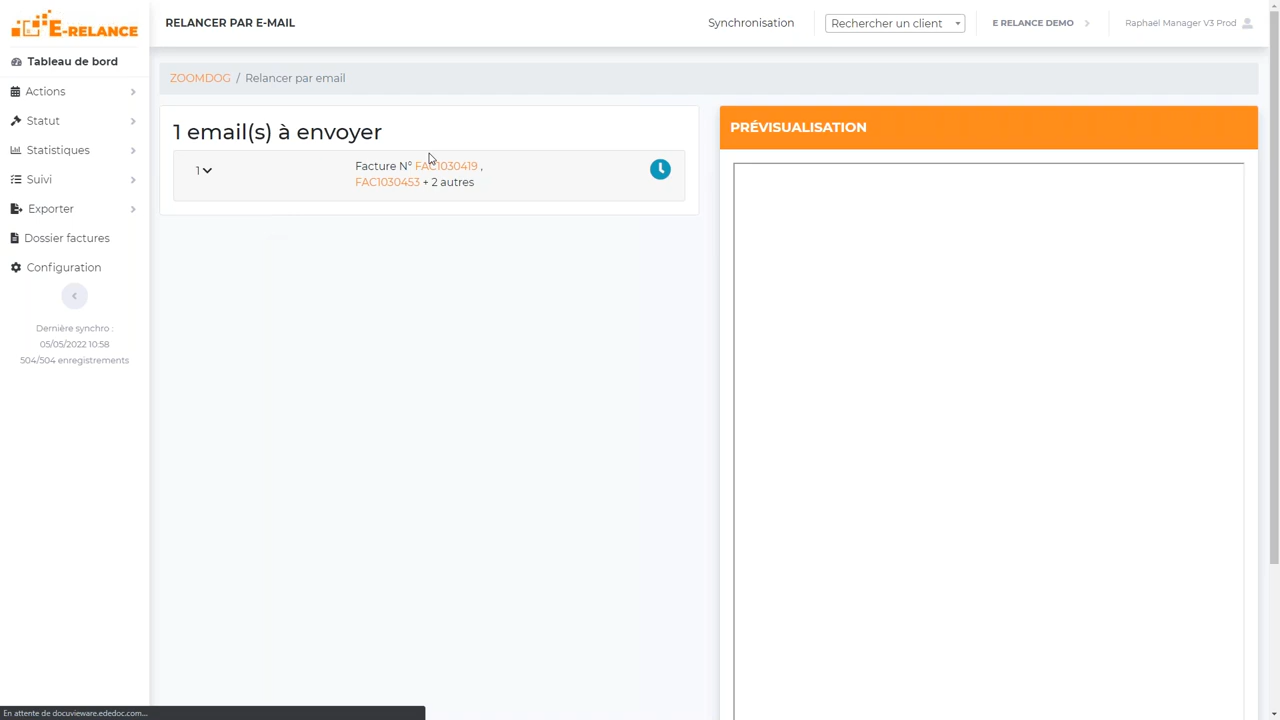 E-RELANCE
RELANCER PAR E-MAIL
Synchronisation
Rechercher un client
E RELANCE DEMO
Raphaël Manager V3 Prod
Tableau de bord
Actions
Statut
Statistiques
Suivi
Exporter
Dossier factures
Configuration
Dernière synchro :
05/05/2022 10:58
504/504 enregistrements
ZOOMDOG / Relancer par email
1 email(s) à envoyer
1
Facture N° FAC1030419 ,
FAC1030453 + 2 autres
PRÉVISUALISATION
En attente de docuvieware.ededoc.com...